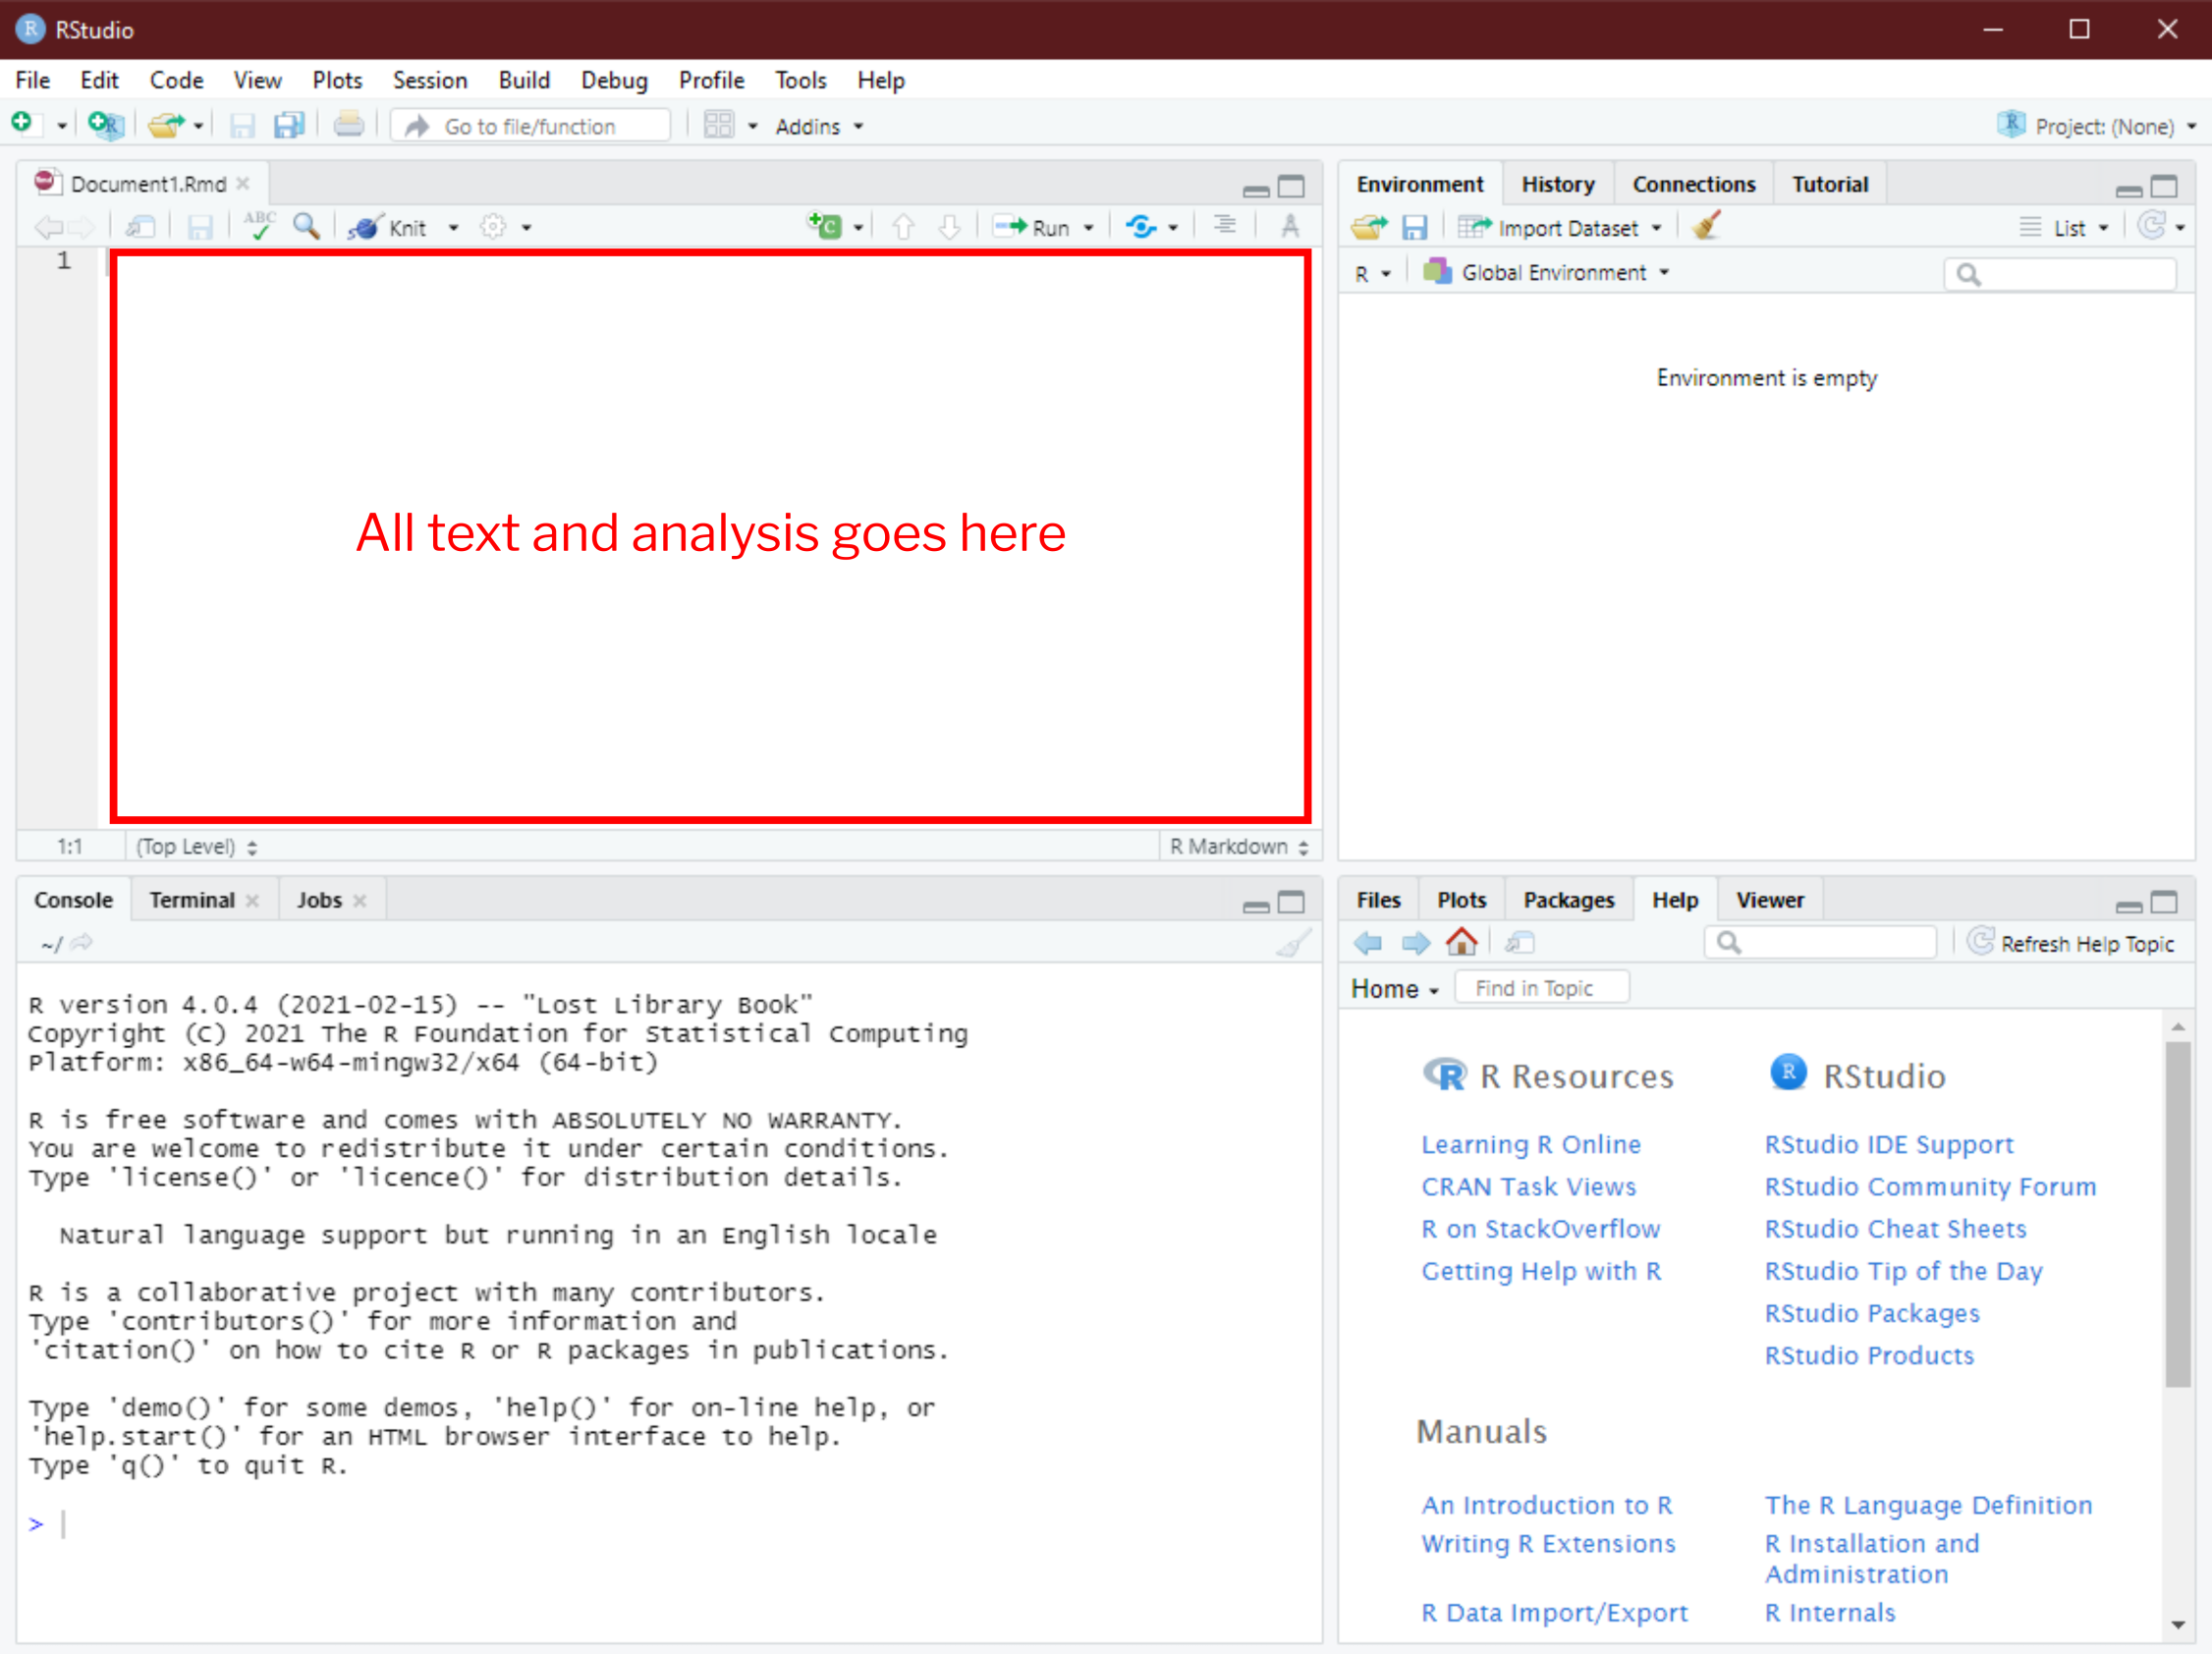 RStudio
File Edit Code View Plots Session Build Debug Profile Tools Help
Go to file/function Addins Project: (None)
Document1.Rmd
ABC Knit Run
1
All text and analysis goes here
1:1 (Top Level) R Markdown
Environment History Connections Tutorial
Import Dataset List
R Global Environment
Environment is empty
Console Terminal Jobs
~/
R version 4.0.4 (2021-02-15) -- "Lost Library Book"
Copyright (C) 2021 The R Foundation for Statistical Computing
Platform: x86_64-w64-mingw32/x64 (64-bit)
R is free software and comes with ABSOLUTELY NO WARRANTY.
You are welcome to redistribute it under certain conditions.
Type 'license()' or 'licence()' for distribution details.
Natural language support but running in an English locale
R is a collaborative project with many contributors.
Type 'contributors()' for more information and
'citation()' on how to cite R or R packages in publications.
Type 'demo()' for some demos, 'help()' for on-line help, or
'help.start()' for an HTML browser interface to help.
Type 'q()' to quit R.
>
Files Plots Packages Help Viewer
Refresh Help Topic
Home Find in Topic
R Resources
Learning R Online
CRAN Task Views
R on StackOverflow
Getting Help with R
RStudio
RStudio IDE Support
RStudio Community Forum
RStudio Cheat Sheets
RStudio Tip of the Day
RStudio Packages
RStudio Products
Manuals
An Introduction to R
Writing R Extensions
R Data Import/Export
The R Language Definition
R Installation and
Administration
R Internals